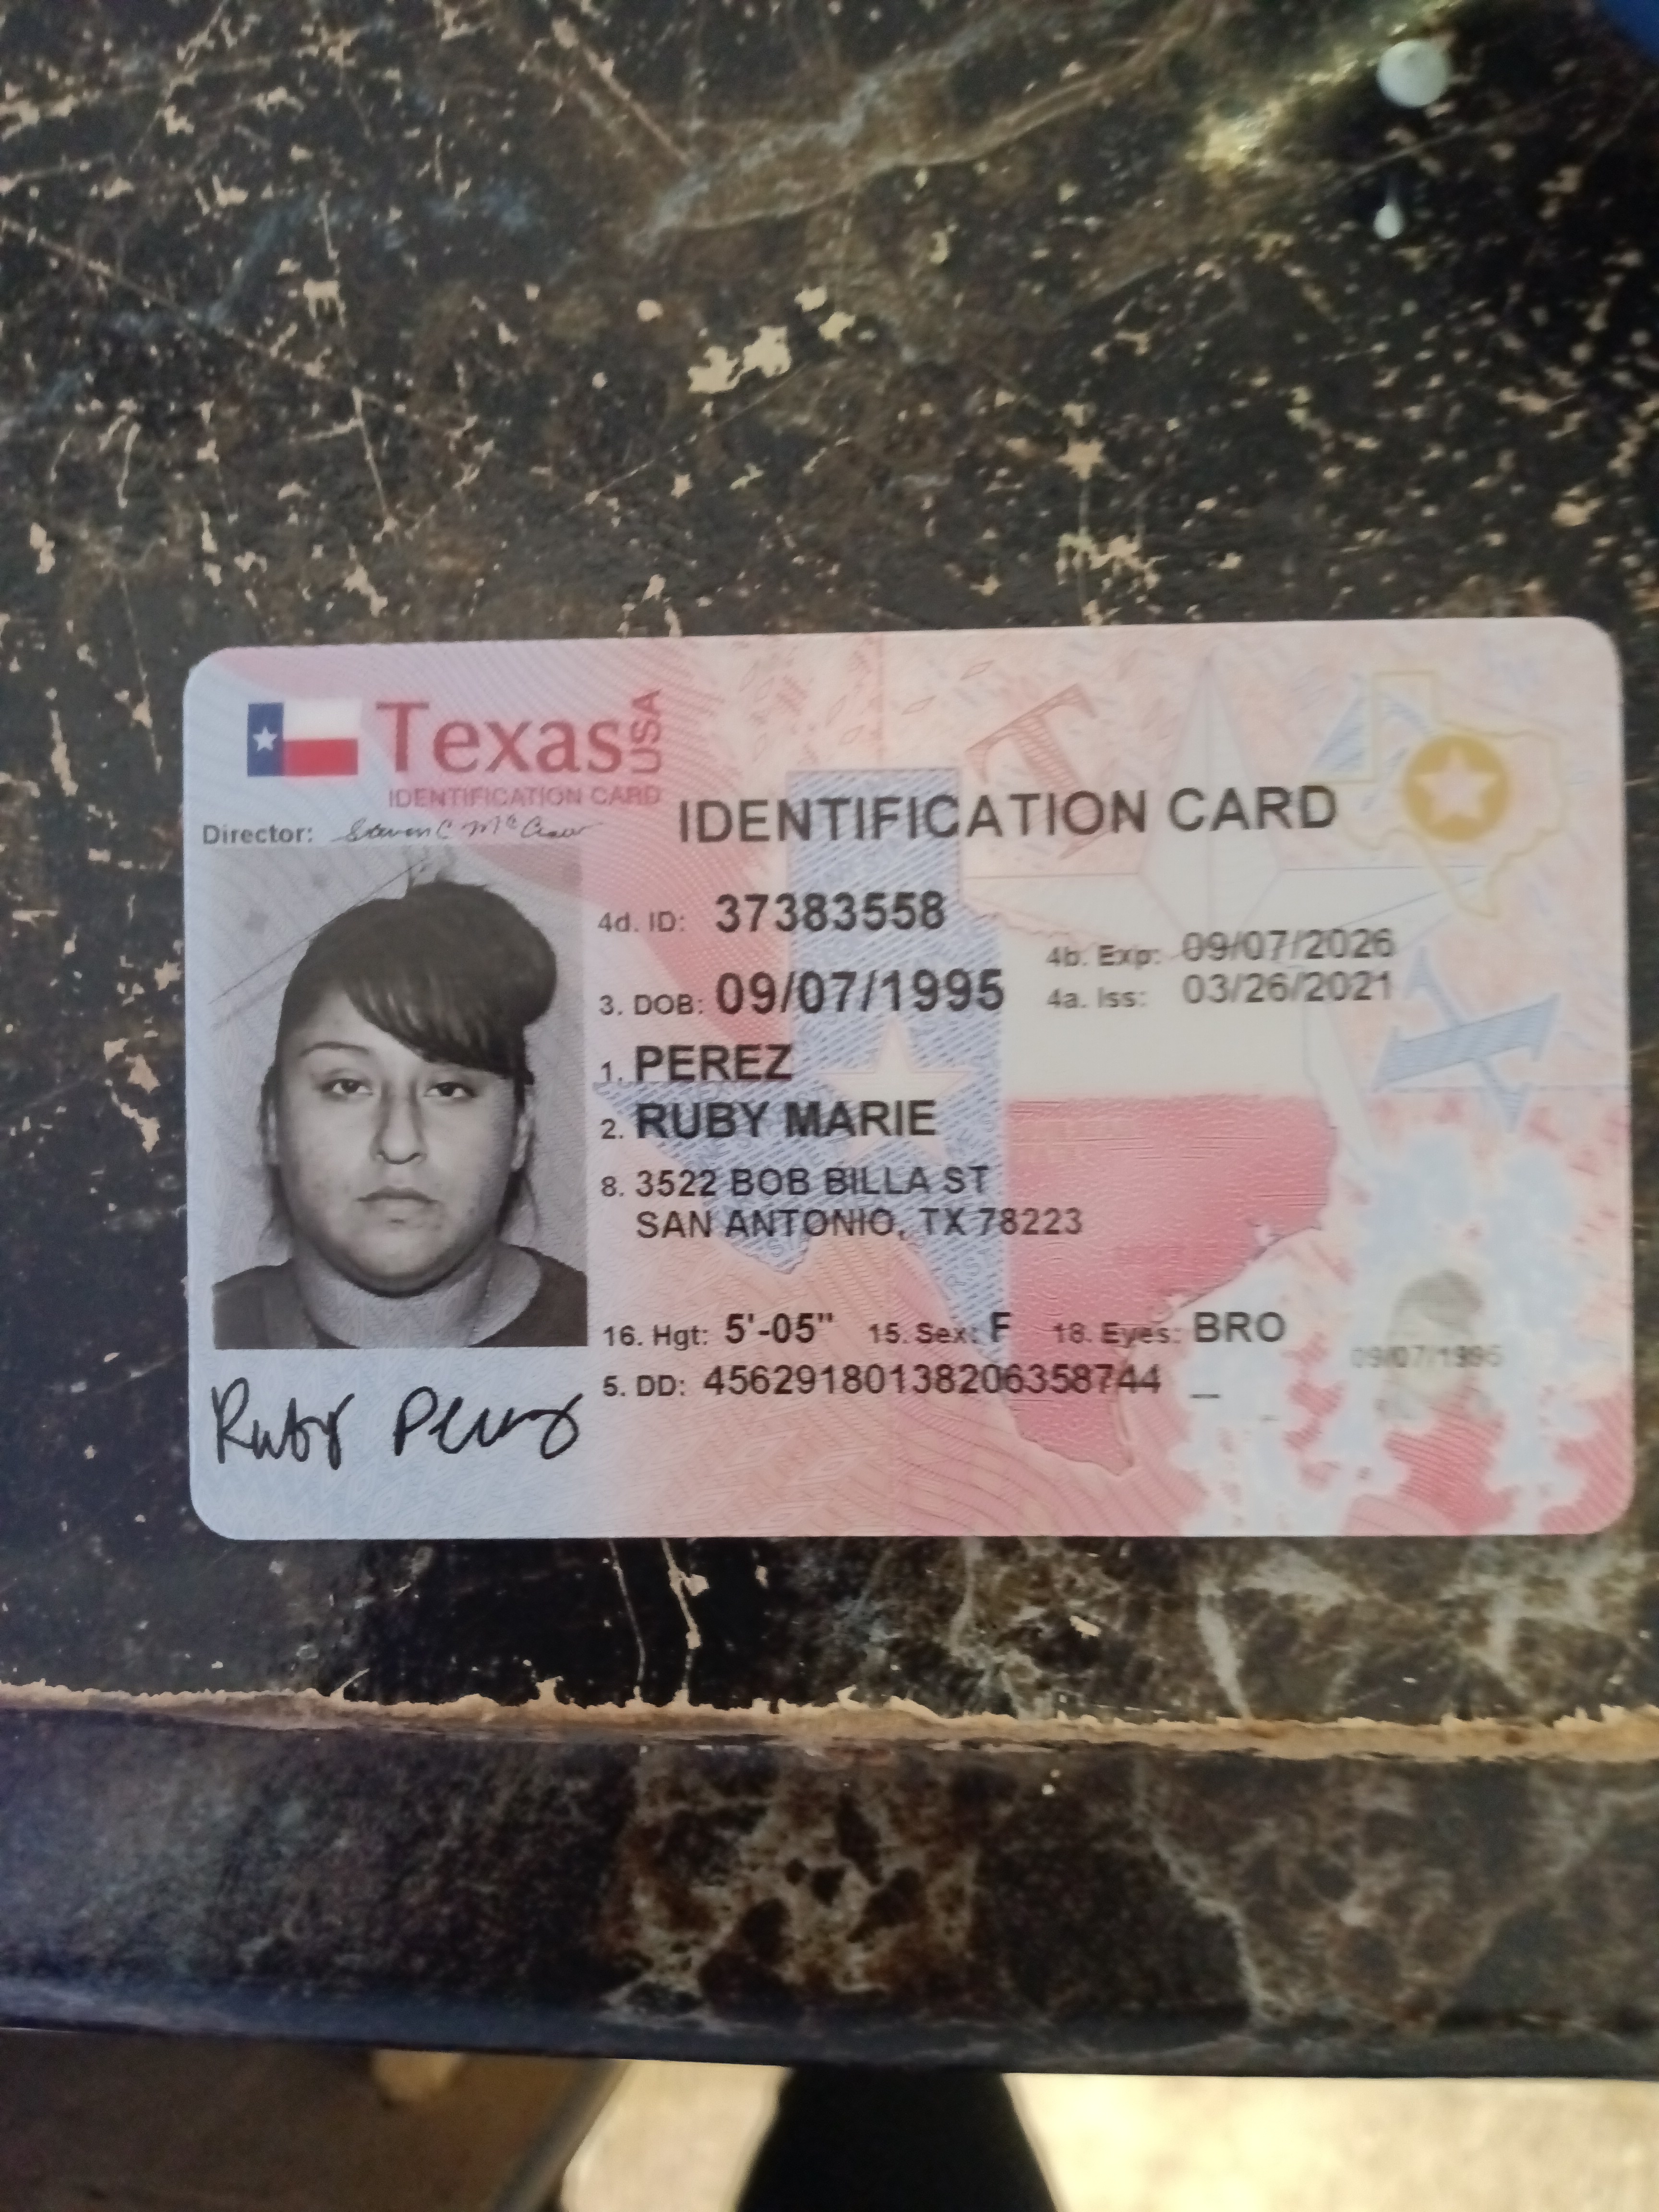 Texas USA
IDENTIFICATION CARD
Director: Steven C McCraw
IDENTIFICATION CARD
4d. ID: 37383558
4b. Exp: 09/07/2026
3. DOB: 09/07/1995
4a. Iss: 03/26/2021
1. PEREZ
2. RUBY MARIE
8. 3522 BOB BILLA ST
SAN ANTONIO, TX 78223
16. Hgt: 5'-05" 15. Sex: F 18. Eyes: BRO
09/07/1995
5. DD: 45629180138206358744
Ruby Perez